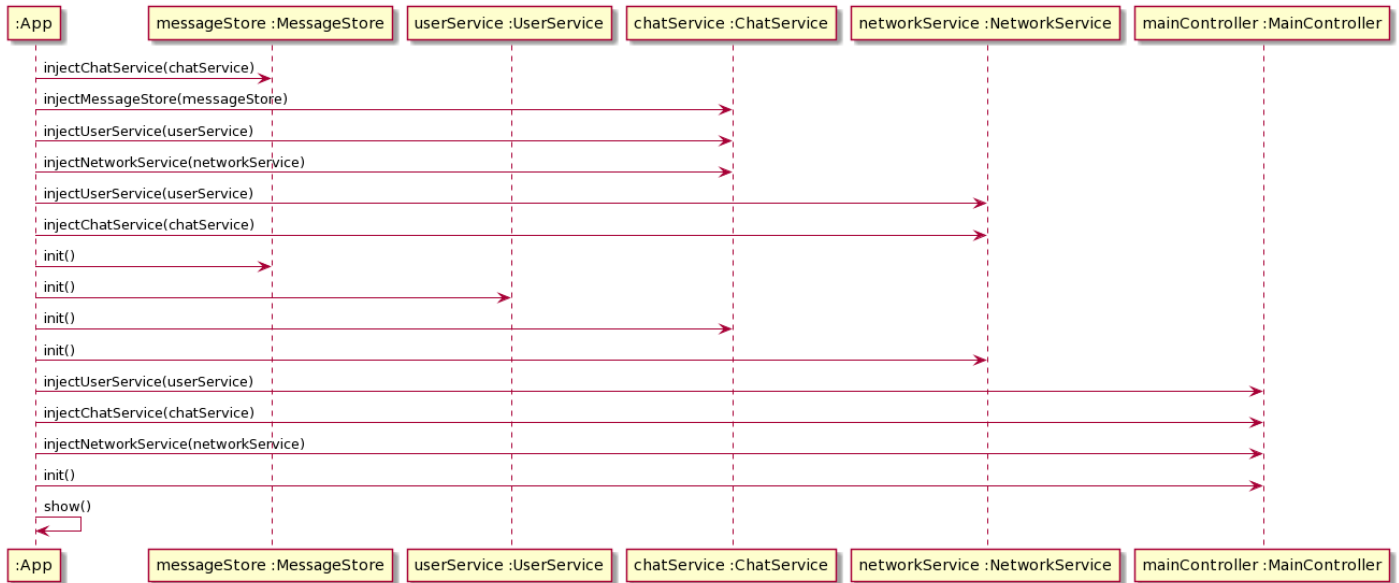 :App messageStore :MessageStore userService :UserService chatService :ChatService networkService :NetworkService mainController :MainController
injectChatService(chatService)
injectMessageStore(messageStore)
injectUserService(userService)
injectNetworkService(networkService)
injectUserService(userService)
injectChatService(chatService)
init()
init()
init()
init()
injectUserService(userService)
injectChatService(chatService)
injectNetworkService(networkService)
init()
show()
:App messageStore :MessageStore userService :UserService chatService :ChatService networkService :NetworkService mainController :MainController